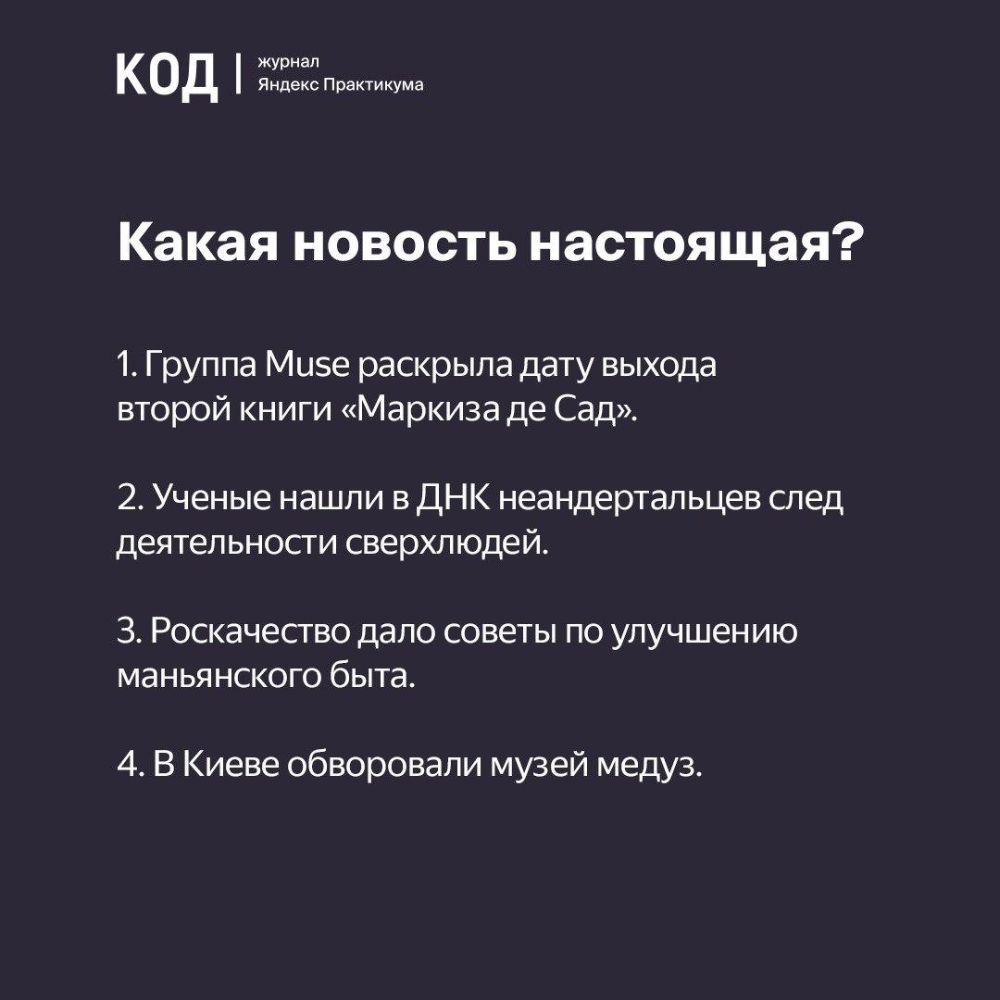 КОД
журнал
Яндекс Практикума
Какая новость настоящая?
1. Группа Muse раскрыла дату выхода
второй книги «Маркиза де Сад».
2. Ученые нашли в ДНК неандертальцев след
деятельности сверхлюдей.
3. Роскачество дало советы по улучшению
маньянского быта.
4. В Киеве обворовали музей медуз.